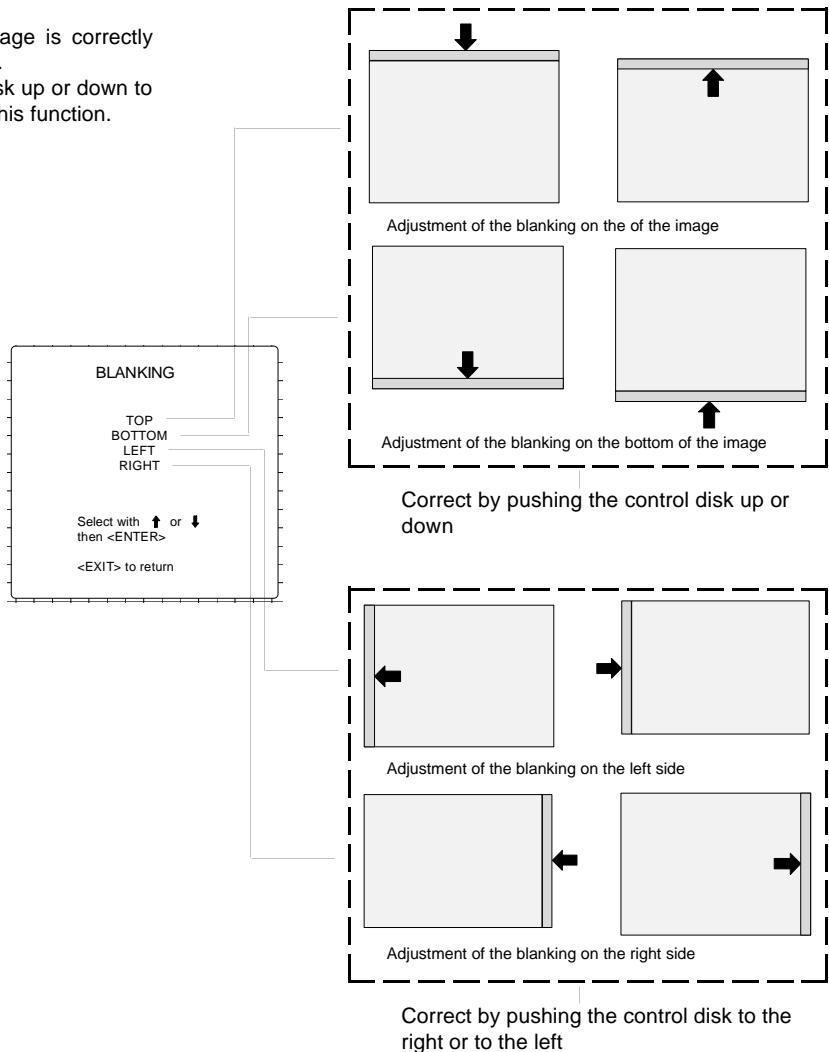 age is correctly
.
sk up or down to
his function.
Adjustment of the blanking on the of the image
Adjustment of the blanking on the bottom of the image
Correct by pushing the control disk up or
down
BLANKING
TOP
BOTTOM
LEFT
RIGHT
Select with ↑ or ↓
then <ENTER>
<EXIT> to return
Adjustment of the blanking on the left side
Adjustment of the blanking on the right side
Correct by pushing the control disk to the
right or to the left